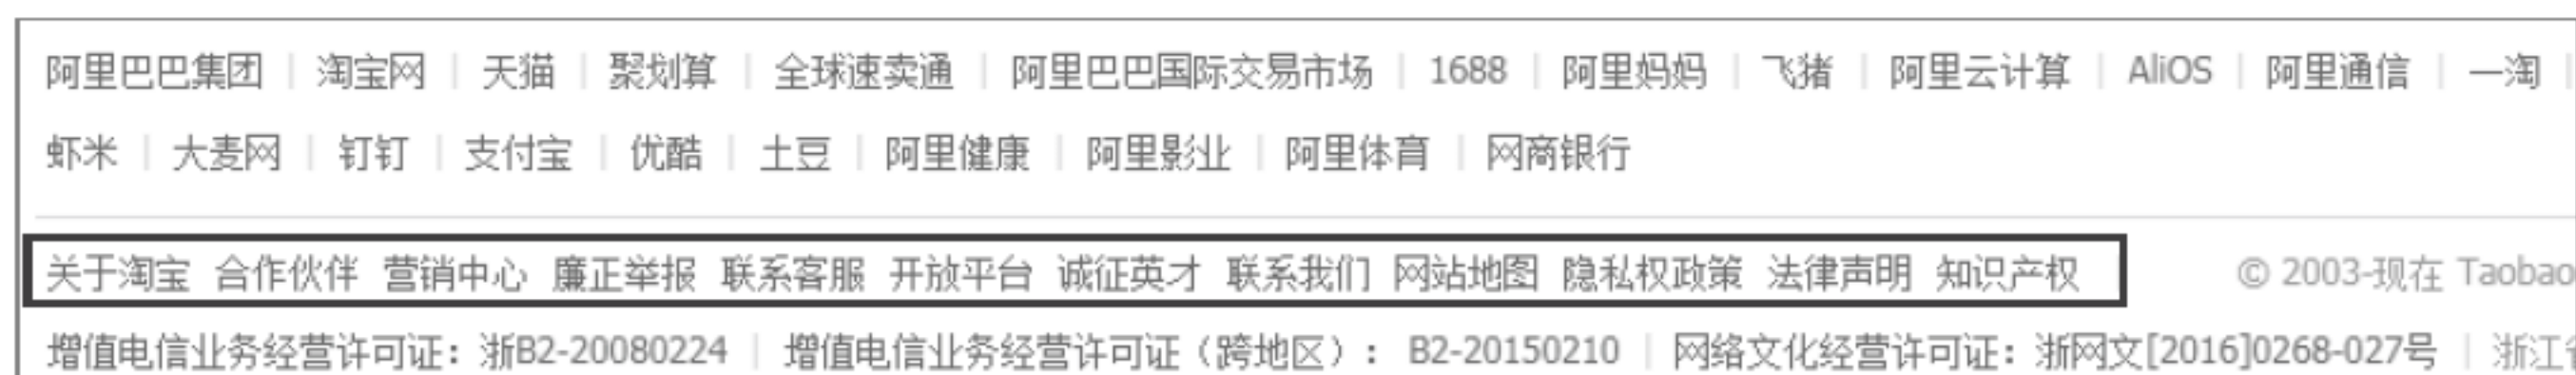 阿里巴巴集团 | 淘宝网 | 天猫 | 聚划算 | 全球速卖通 | 阿里巴巴国际交易市场 | 1688 | 阿里妈妈 | 飞猪 | 阿里云计算 | AliOS | 阿里通信 | 一淘 |
虾米 | 大麦网 | 钉钉 | 支付宝 | 优酷 | 土豆 | 阿里健康 | 阿里影业 | 阿里体育 | 网商银行
关于淘宝 合作伙伴 营销中心 廉正举报 联系客服 开放平台 诚征英才 联系我们 网站地图 隐私权政策 法律声明 知识产权 © 2003-现在 Taobao
增值电信业务经营许可证：浙B2-20080224 | 增值电信业务经营许可证（跨地区）： B2-20150210 | 网络文化经营许可证：浙网文[2016]0268-027号 | 浙江